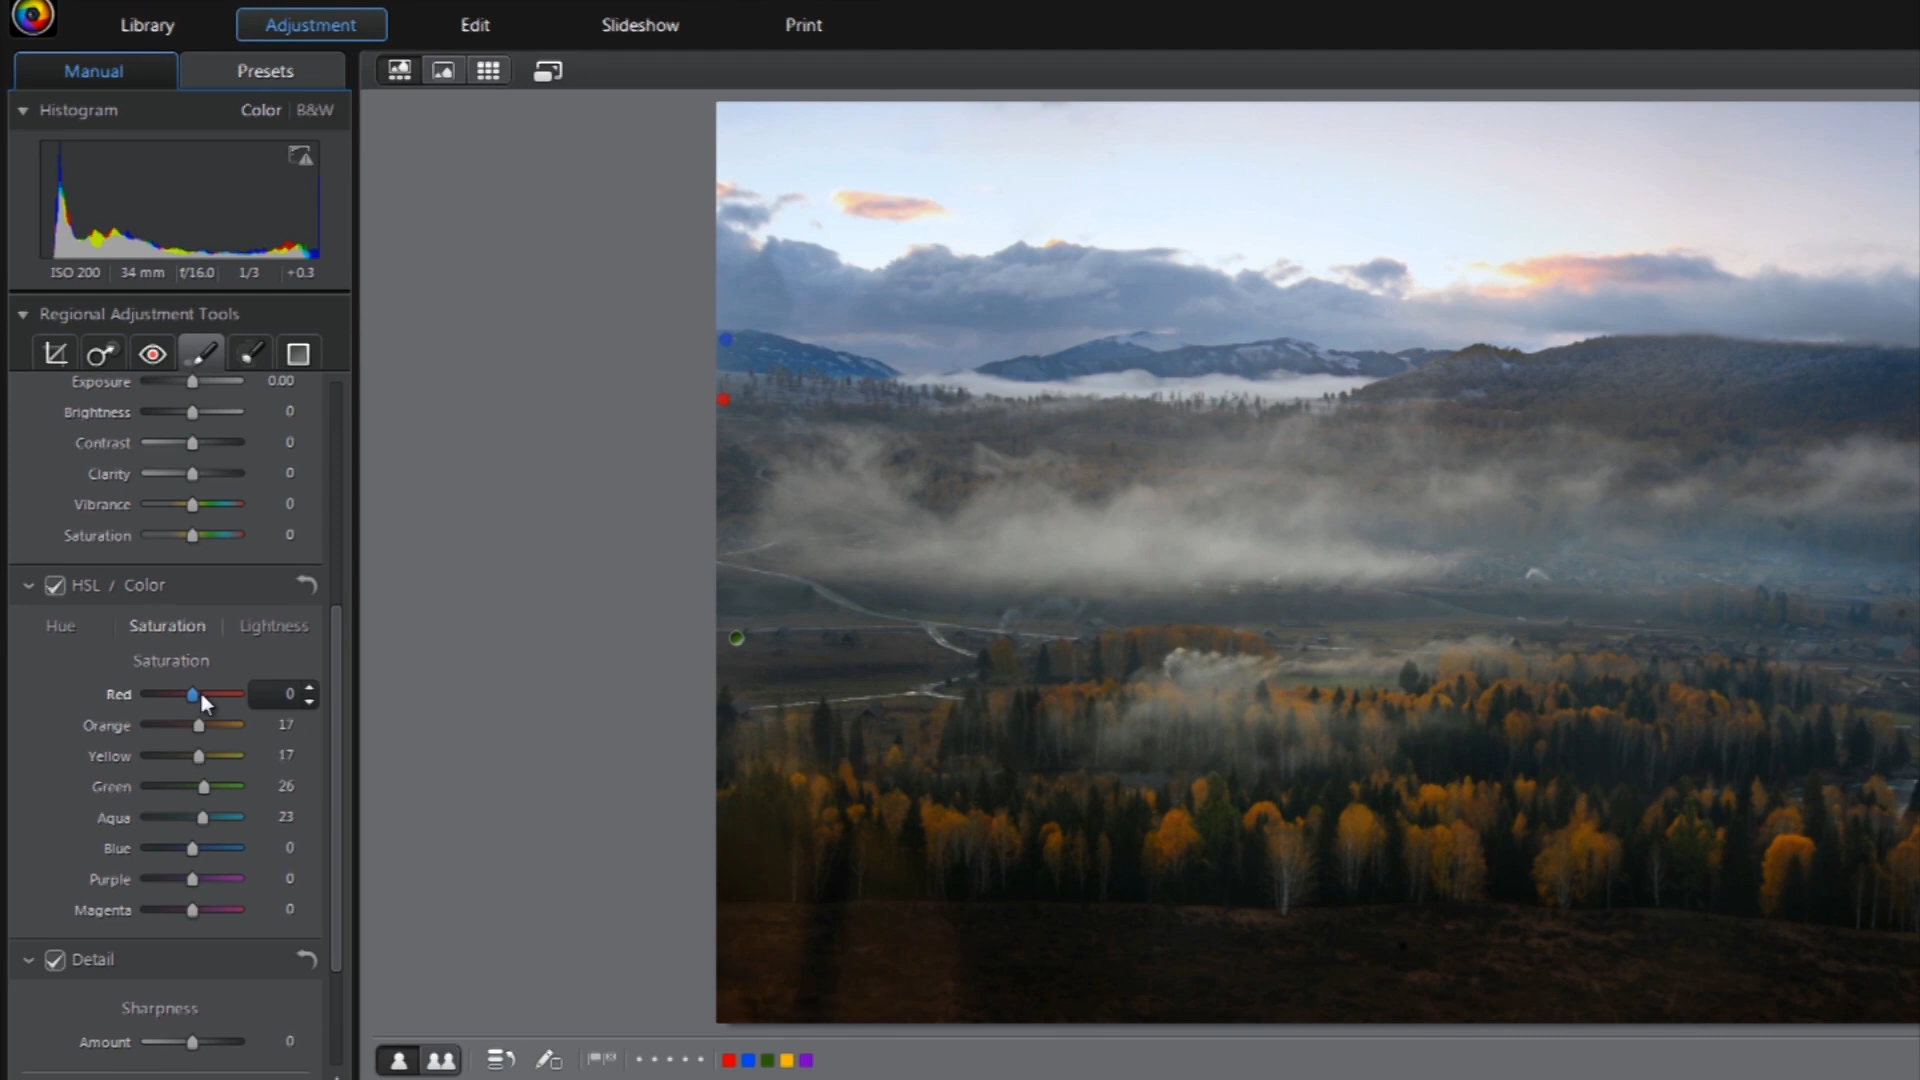 Library Adjustment Edit Slideshow Print
Manual Presets
Histogram Color | B&W
ISO 200 34 mm f/16.0 1/3 +0.3
Regional Adjustment Tools
Exposure 0.00
Brightness 0
Contrast 0
Clarity 0
Vibrance 0
Saturation 0
HSL / Color
Hue Saturation | Lightness
Saturation
Red 0
Orange 17
Yellow 17
Green 26
Aqua 23
Blue 0
Purple 0
Magenta 0
Detail
Sharpness
Amount 0